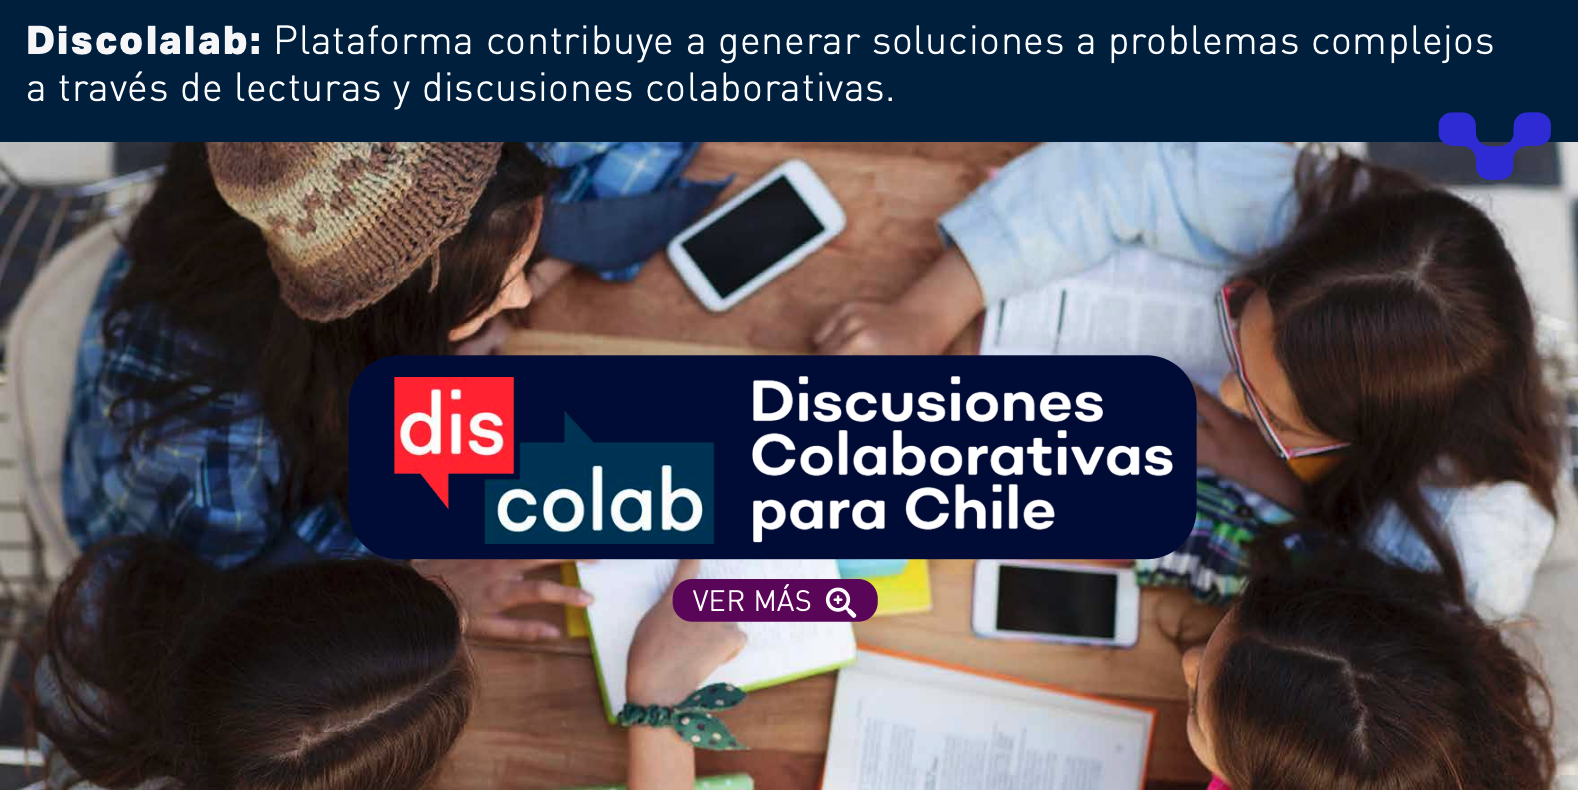 Discolalab: Plataforma contribuye a generar soluciones a problemas complejos
a través de lecturas y discusiones colaborativas.
dis
colab
Discusiones
Colaborativas
para Chile
VER MÁS